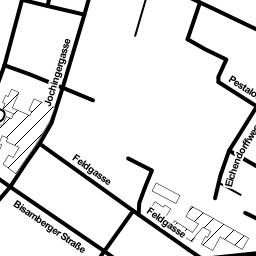 Jochingergasse
Pestalo
Eichendorffweg
Feldgasse
Feldgasse
Bisamberger Straße